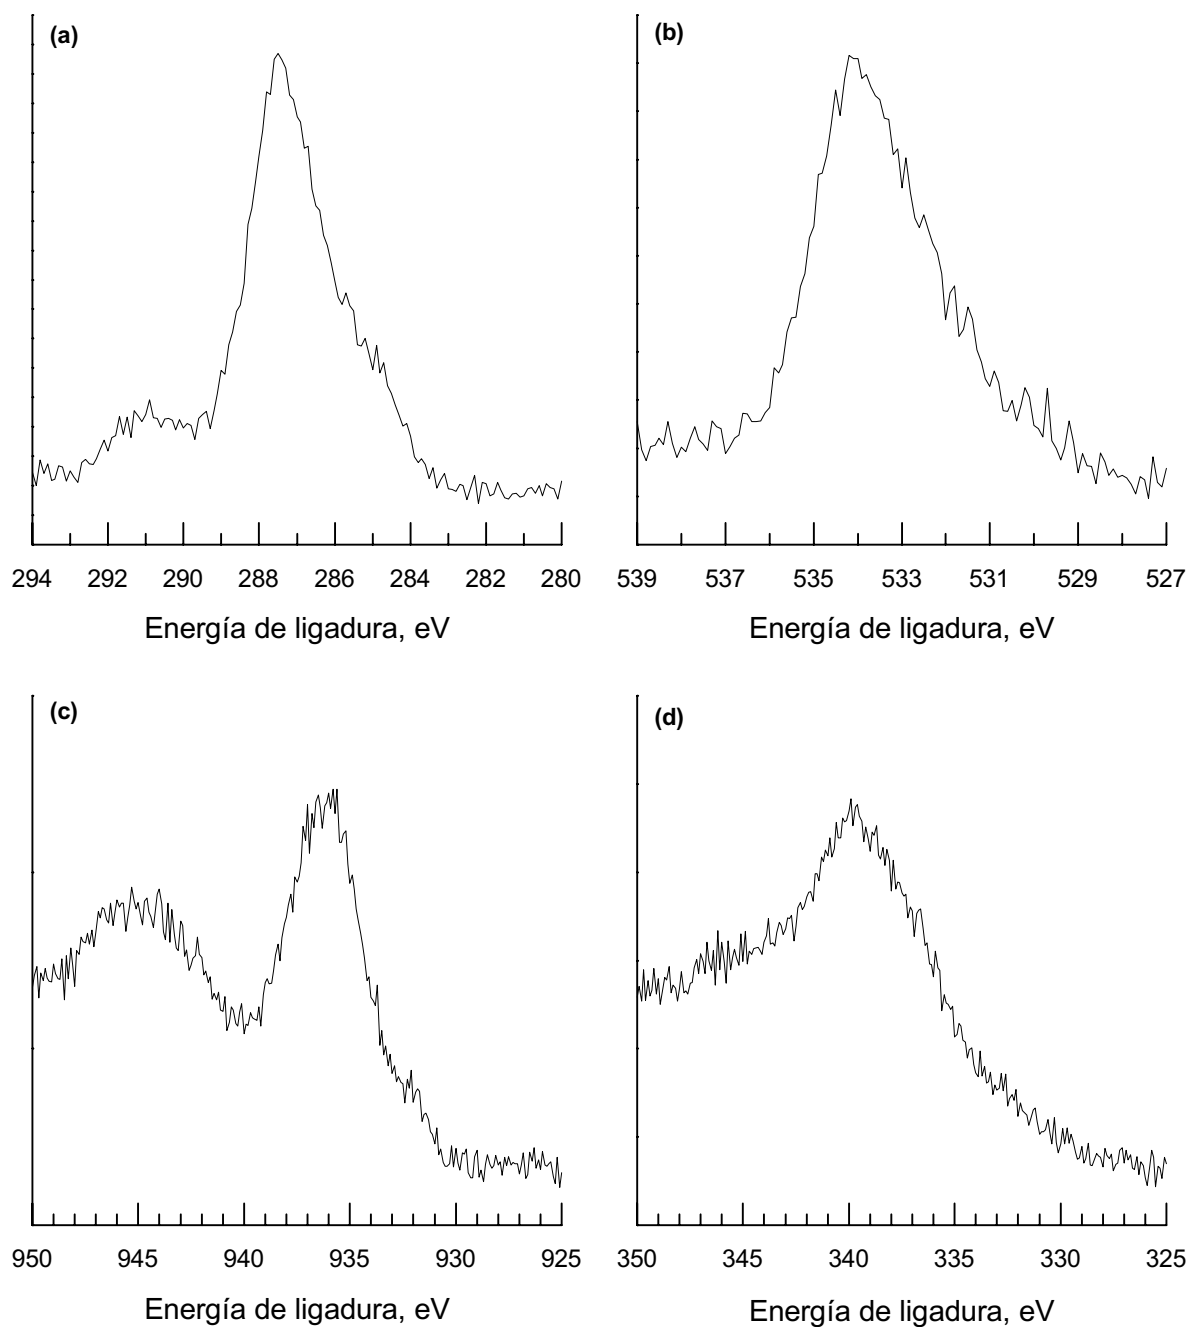 (a) (b)
294 292 290 288 286 284 282 280 539 537 535 533 531 529 527
Energía de ligadura, eV Energía de ligadura, eV
(c) (d)
950 945 940 935 930 925 350 345 340 335 330 325
Energía de ligadura, eV Energía de ligadura, eV